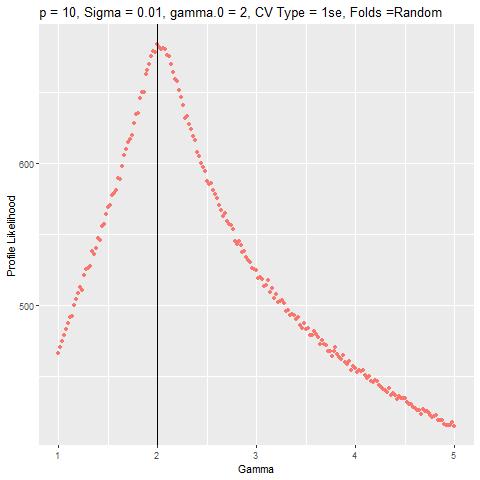 p = 10, Sigma = 0.01, gamma.0 = 2, CV Type = 1se, Folds =Random
Profile Likelihood
600
500
1
2
3
4
5
Gamma